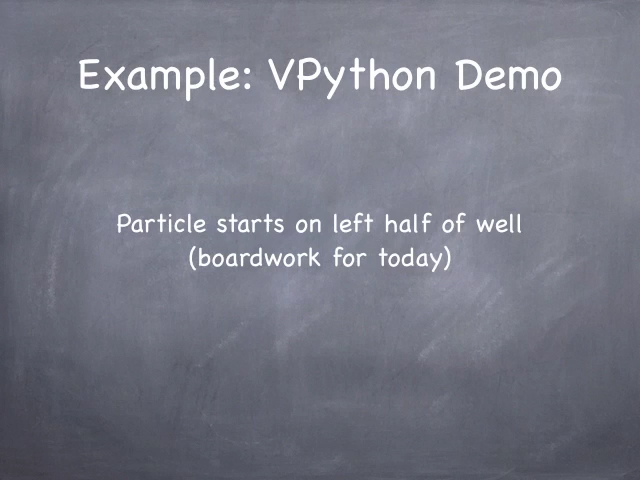 Example: VPython Demo
Particle starts on left half of well
(boardwork for today)